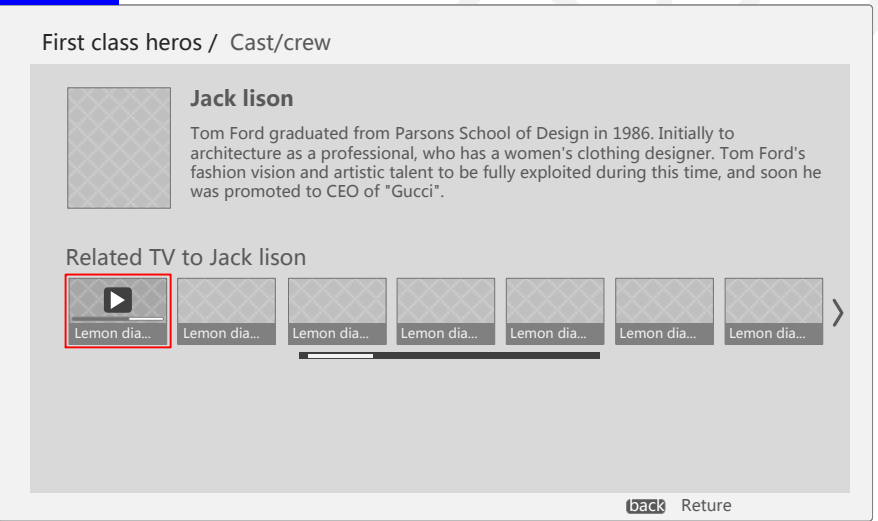 First class heros / Cast/crew
Jack lison
Tom Ford graduated from Parsons School of Design in 1986. Initially to
architecture as a professional, who has a women's clothing designer. Tom Ford's
fashion vision and artistic talent to be fully exploited during this time, and soon he
was promoted to CEO of "Gucci".
Related TV to Jack lison
Lemon dia... Lemon dia... Lemon dia... Lemon dia... Lemon dia... Lemon dia... Lemon dia...
back Reture